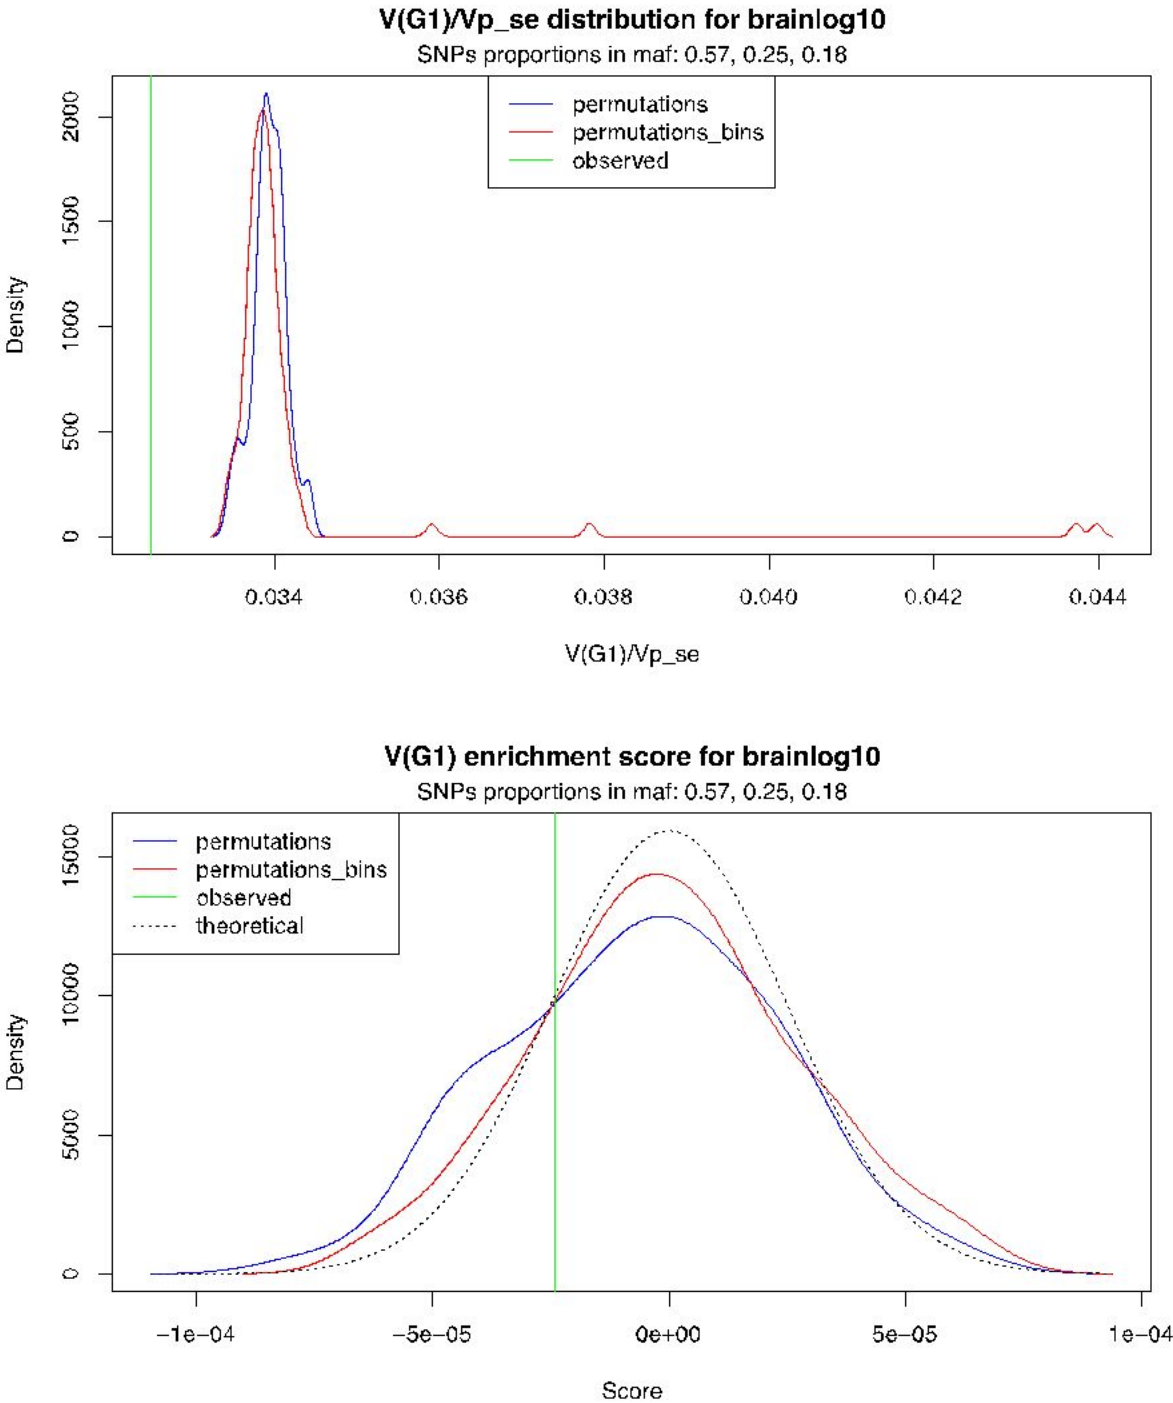 V(G1)/Vp_se distribution for brainlog10
SNPs proportions in maf: 0.57, 0.25, 0.18
permutations
permutations_bins
observed
2000
1500
1000
500
0
Density
0.034
0.036
0.038
0.040
0.042
0.044
V(G1)/Vp_se
V(G1) enrichment score for brainlog10
SNPs proportions in maf: 0.57, 0.25, 0.18
permutations
permutations_bins
observed
theoretical
15000
10000
5000
0
Density
−1e−04
−5e−05
0e+00
5e−05
1e−04
Score